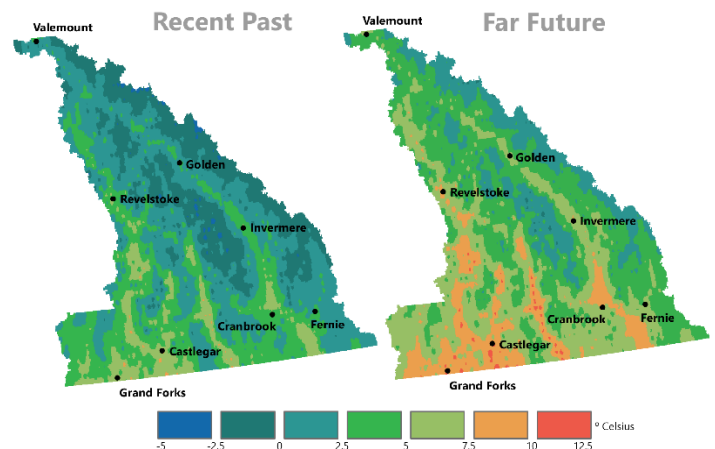 Recent Past
Far Future
Valemount
Golden
Revelstoke
Invermere
Cranbrook
Fernie
Castlegar
Grand Forks
Valemount
Golden
Revelstoke
Invermere
Cranbrook
Fernie
Castlegar
Grand Forks
-5 -2.5 0 2.5 5 7.5 10 12.5 º Celsius